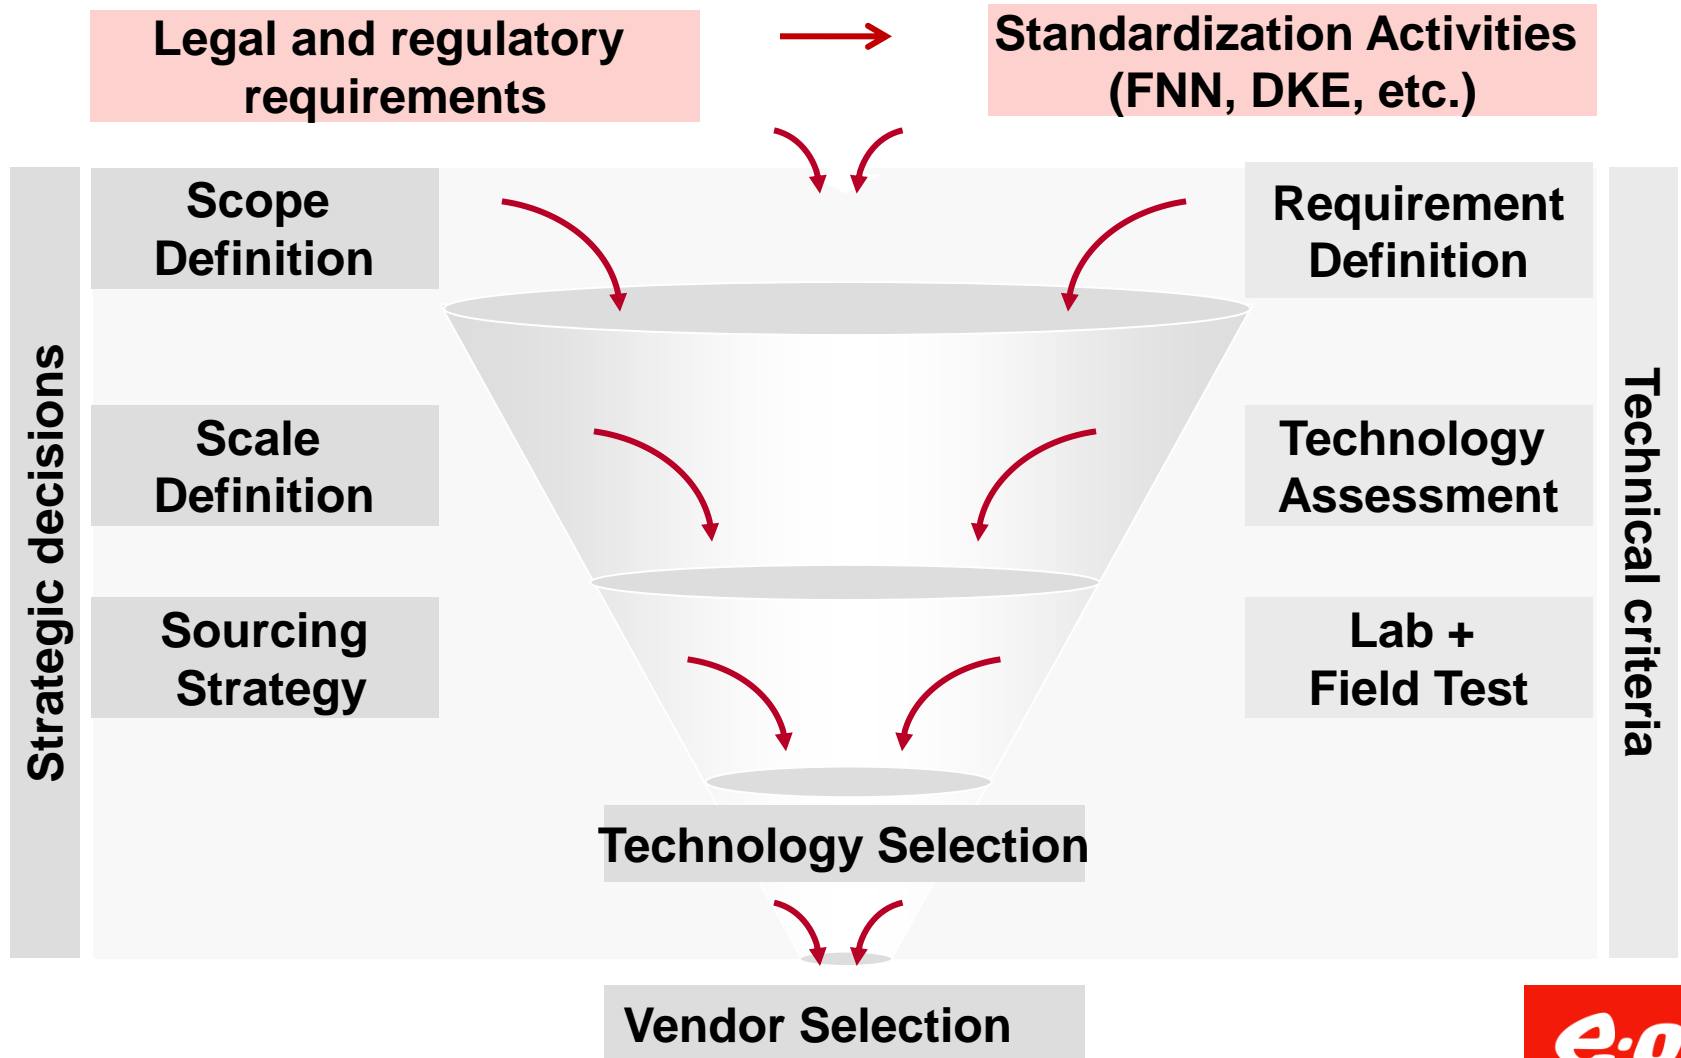 Legal and regulatory
requirements
Standardization Activities
(FNN, DKE, etc.)
Strategic decisions
Scope
Definition
Requirement
Definition
Technical criteria
Scale
Definition
Technology
Assessment
Sourcing
Strategy
Lab +
Field Test
Technology Selection
Vendor Selection